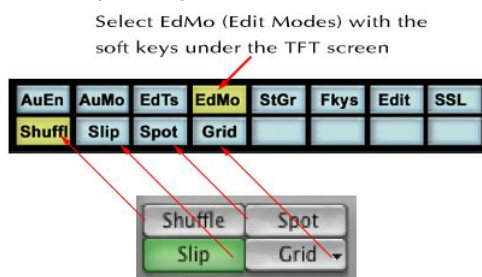 Select EdMo (Edit Modes) with the
soft keys under the TFT screen
AuEn AuMo EdTs EdMo StGr Fkys Edit SSL
Shuffl Slip Spot Grid
Shuffle Spot
Slip Grid